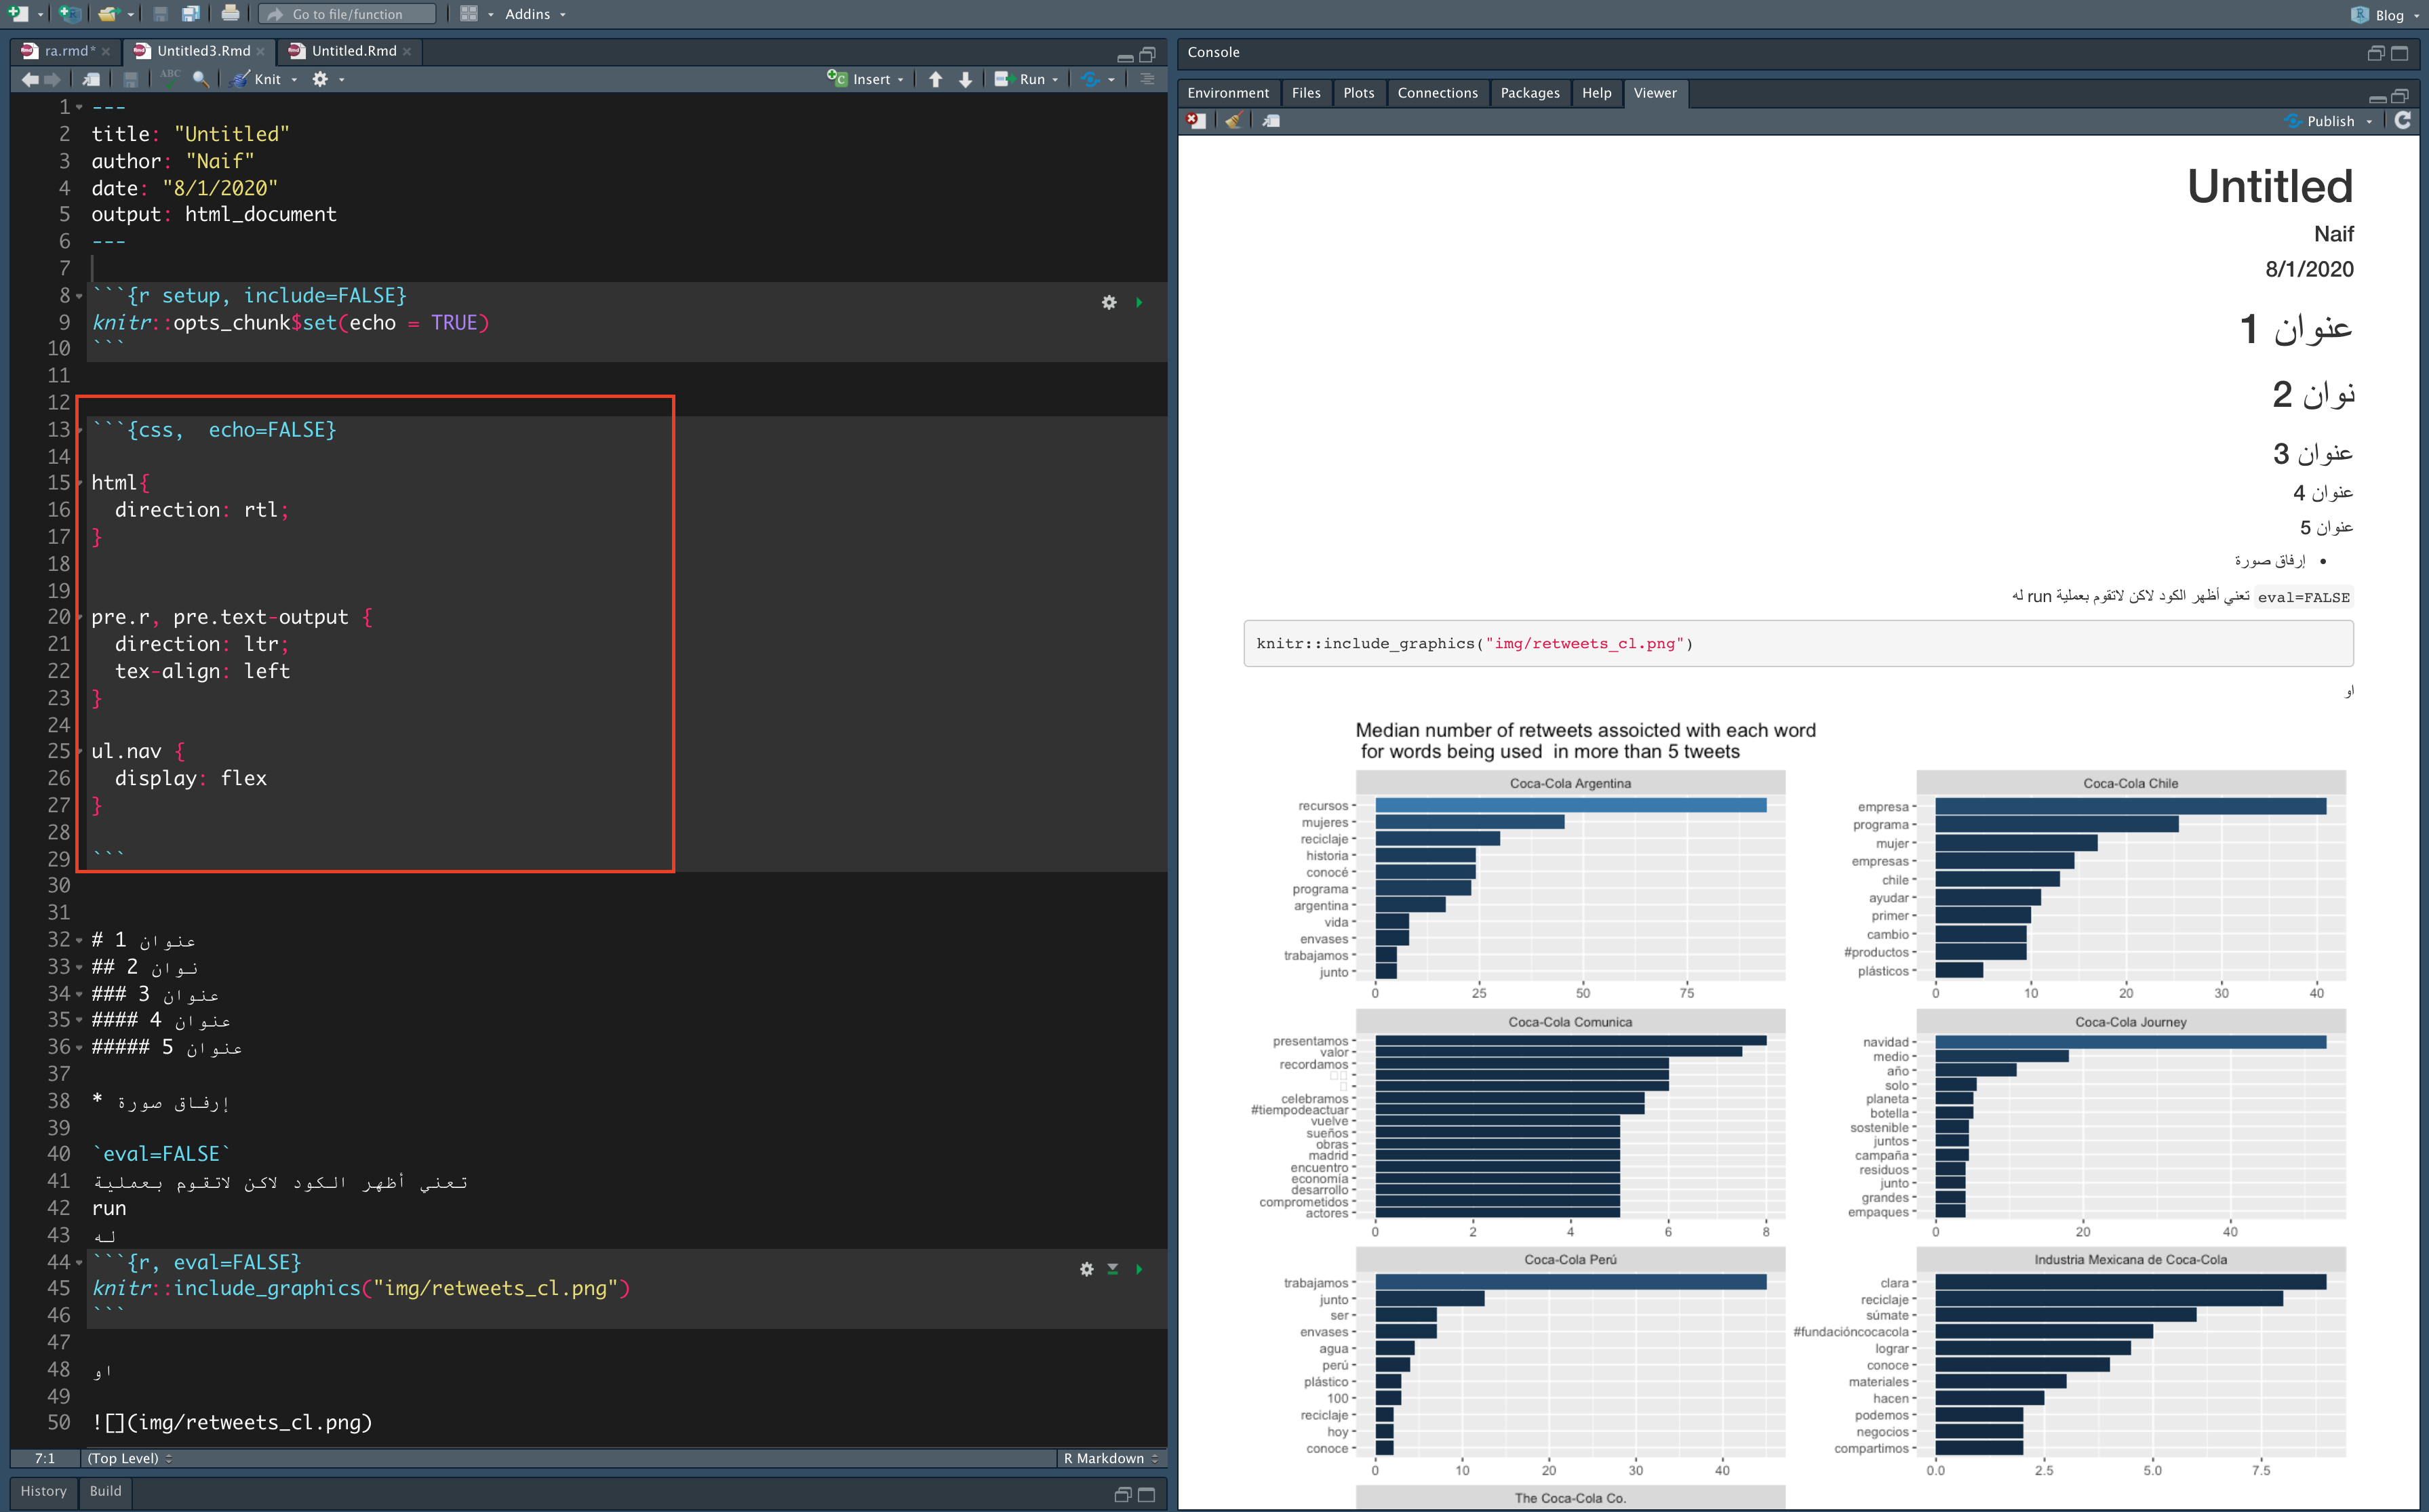 Go to file/function
Addins
Blog
ra.rmd*
Untitled3.Rmd
Untitled.Rmd
ABC
Knit
Insert
Run
1 ---
2 title: "Untitled"
3 author: "Naif"
4 date: "8/1/2020"
5 output: html_document
6 ---
7
8 ```{r setup, include=FALSE}
9 knitr::opts_chunk$set(echo = TRUE)
10 ```
11
12
13 ```{css,  echo=FALSE}
14
15 html{
16   direction: rtl;
17 }
18
19
20 pre.r, pre.text-output {
21   direction: ltr;
22   tex-align: left
23 }
24
25 ul.nav {
26   display: flex
27 }
28
29 ```
30
31
32 # عنوان 1
33 ## نوان 2
34 ### عنوان 3
35 #### عنوان 4
36 ##### عنوان 5
37
38 * إرفاق صورة
39
40 `eval=FALSE`
41 تعني أظهر الكود لاكن لاتقوم بعملية
42 run
43 له
44 ```{r, eval=FALSE}
45 knitr::include_graphics("img/retweets_cl.png")
46 ```
47
48 او
49
50 ![](img/retweets_cl.png)
7:1
(Top Level)
R Markdown
History
Build
Console
Environment
Files
Plots
Connections
Packages
Help
Viewer
Publish
Untitled
Naif
8/1/2020
عنوان 1
نوان 2
عنوان 3
عنوان 4
عنوان 5
• إرفاق صورة
eval=FALSE تعني أظهر الكود لاكن لاتقوم بعملية run له
knitr::include_graphics("img/retweets_cl.png")
او
Median number of retweets assoicted with each word
for words being used  in more than 5 tweets
Coca-Cola Argentina
recursos
mujeres
reciclaje
historia
conocé
programa
argentina
vida
envases
trabajamos
junto
0 25 50 75
Coca-Cola Chile
empresa
programa
mujer
empresas
chile
ayudar
primer
cambio
#productos
plásticos
0 10 20 30 40
Coca-Cola Comunica
presentamos
valor
recordamos
celebramos
#tiempodeactuar
vuelve
sueños
obras
madrid
encuentro
economía
desarrollo
comprometidos
actores
0 2 4 6 8
Coca-Cola Journey
navidad
medio
año
solo
planeta
botella
sostenible
juntos
campaña
residuos
junto
grandes
empaques
0 20 40
Coca-Cola Perú
trabajamos
junto
ser
envases
agua
perú
plástico
100
reciclaje
hoy
conoce
0 10 20 30 40
Industria Mexicana de Coca-Cola
clara
reciclaje
súmate
#fundacióncocacola
lograr
conoce
materiales
hacen
podemos
negocios
compartimos
0.0 2.5 5.0 7.5
The Coca-Cola Co.